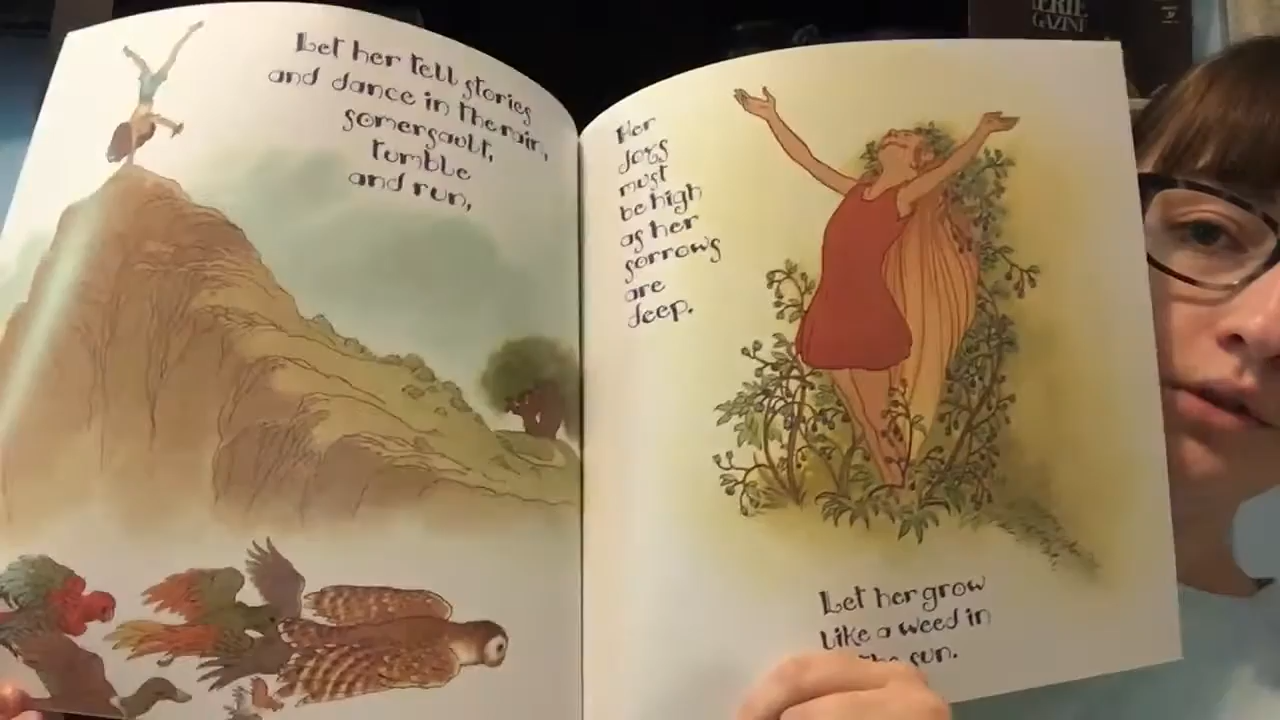 Let her tell stories
and dance in the rain,
somersault,
tumble
and run,
Her
joys
must
be high
as her
sorrows
are
deep.
Let her grow
like a weed in
the sun.